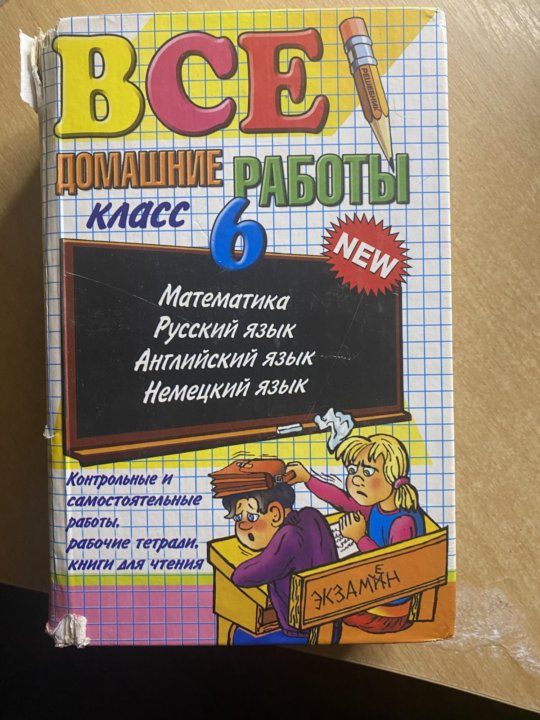 ВСЕ
РЕШЕБНИК
ДОМАШНИЕ РАБОТЫ
КЛАСС 6
NEW
Математика
Русский язык
Английский язык
Немецкий язык
Контрольные и
самостоятельные
работы,
рабочие тетради,
книги для чтения
ЭКЗАМЕН